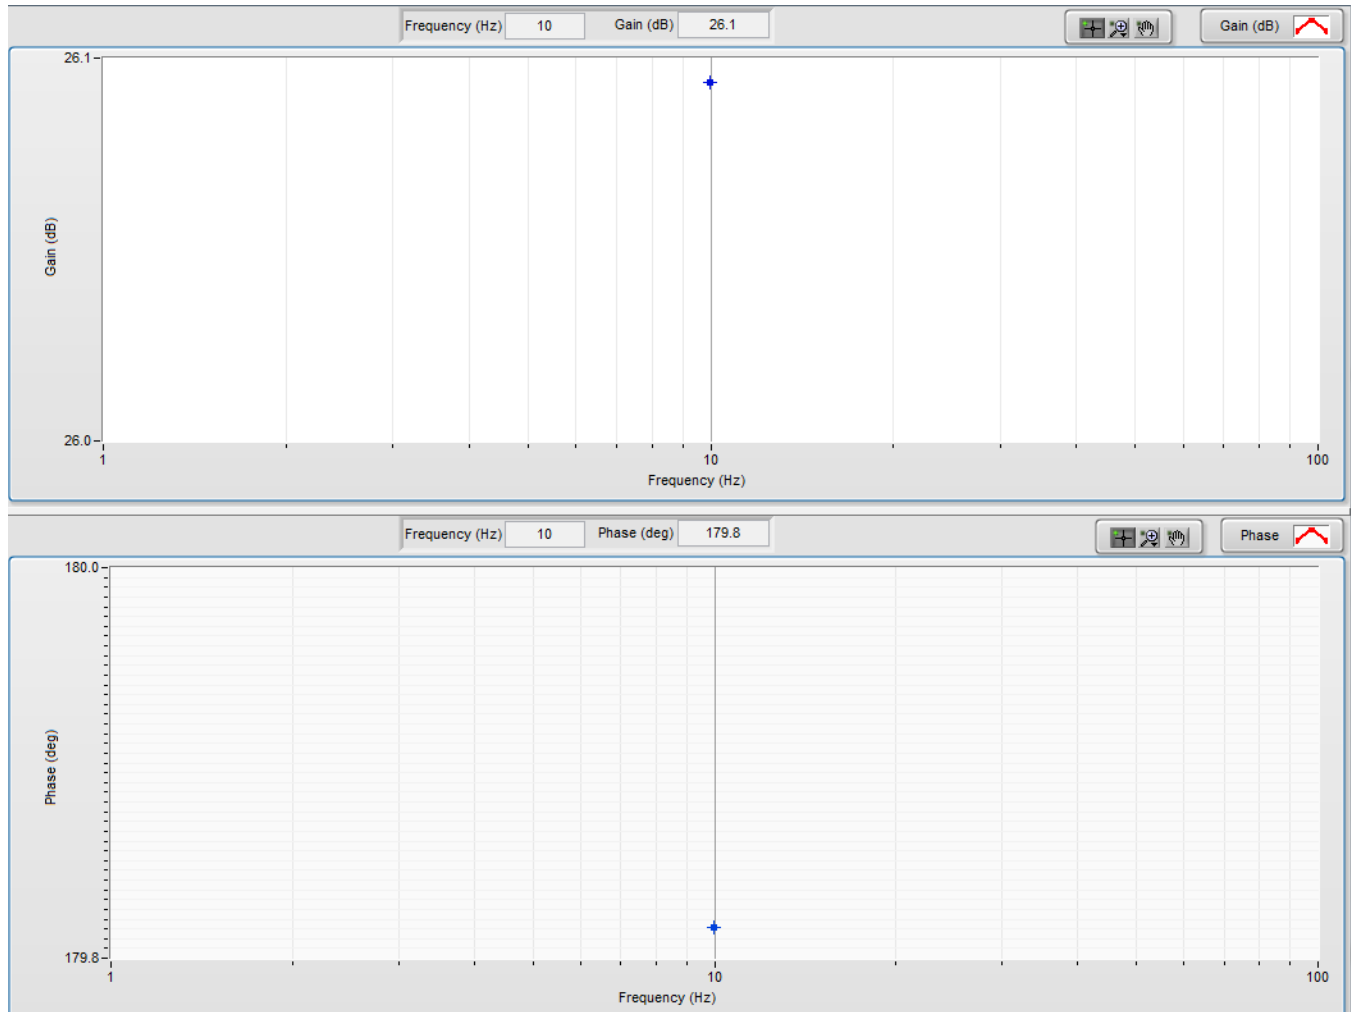 Frequency (Hz) 10 Gain (dB) 26.1 Gain (dB)
26.1
Gain (dB)
26.0
1 10 100
Frequency (Hz)
Frequency (Hz) 10 Phase (deg) 179.8 Phase
180.0
Phase (deg)
179.8
1 10 100
Frequency (Hz)